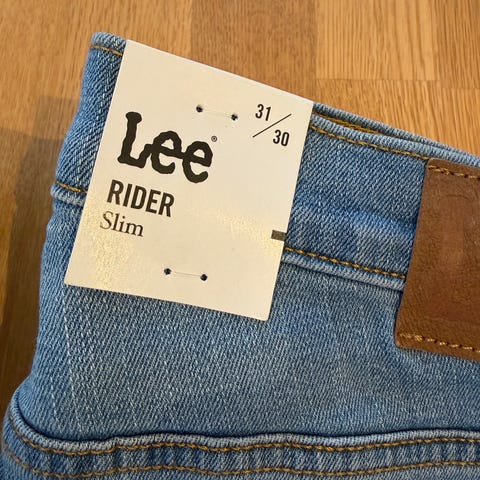 31/30
Lee®
RIDER
Slim